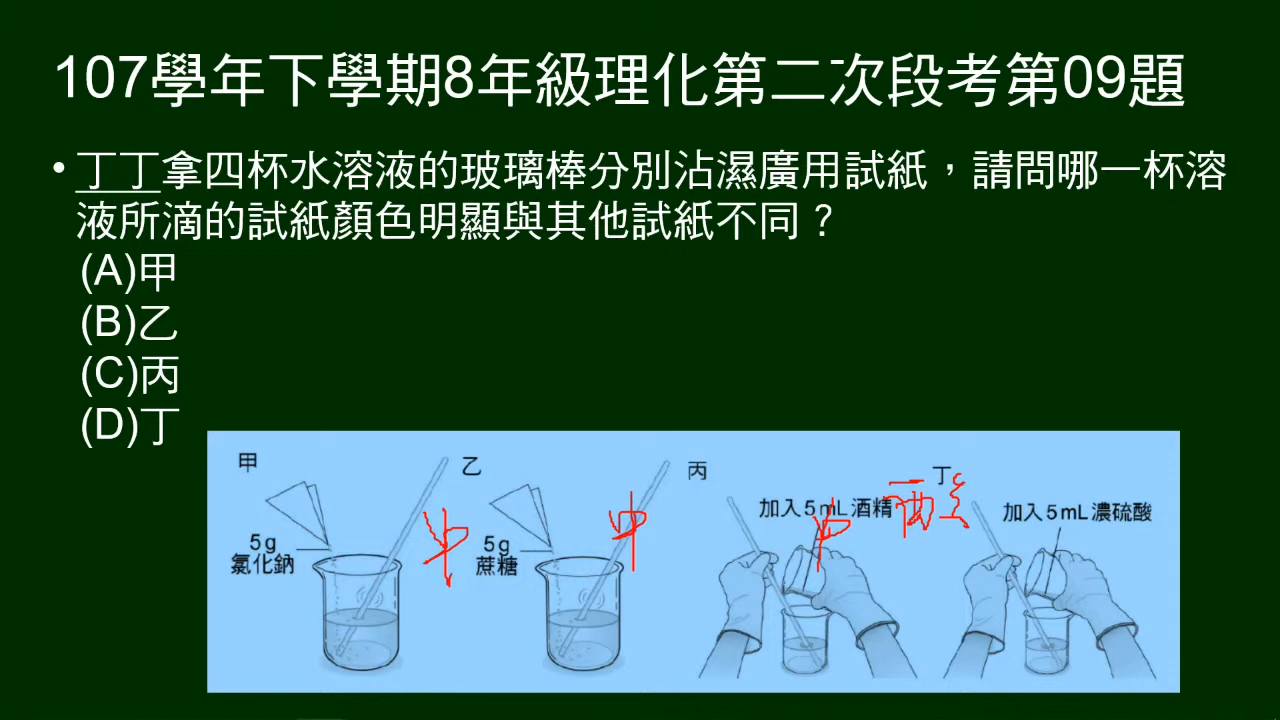 107學年下學期8年級理化第二次段考第09題
• 丁丁拿四杯水溶液的玻璃棒分別沾濕廣用試紙，請問哪一杯溶
液所滴的試紙顏色明顯與其他試紙不同？
(A)甲
(B)乙
(C)丙
(D)丁
甲
5g
氯化鈉
中
乙
5g
蔗糖
中
丙
加入5mL酒精
中
丁
酸
加入5mL濃硫酸